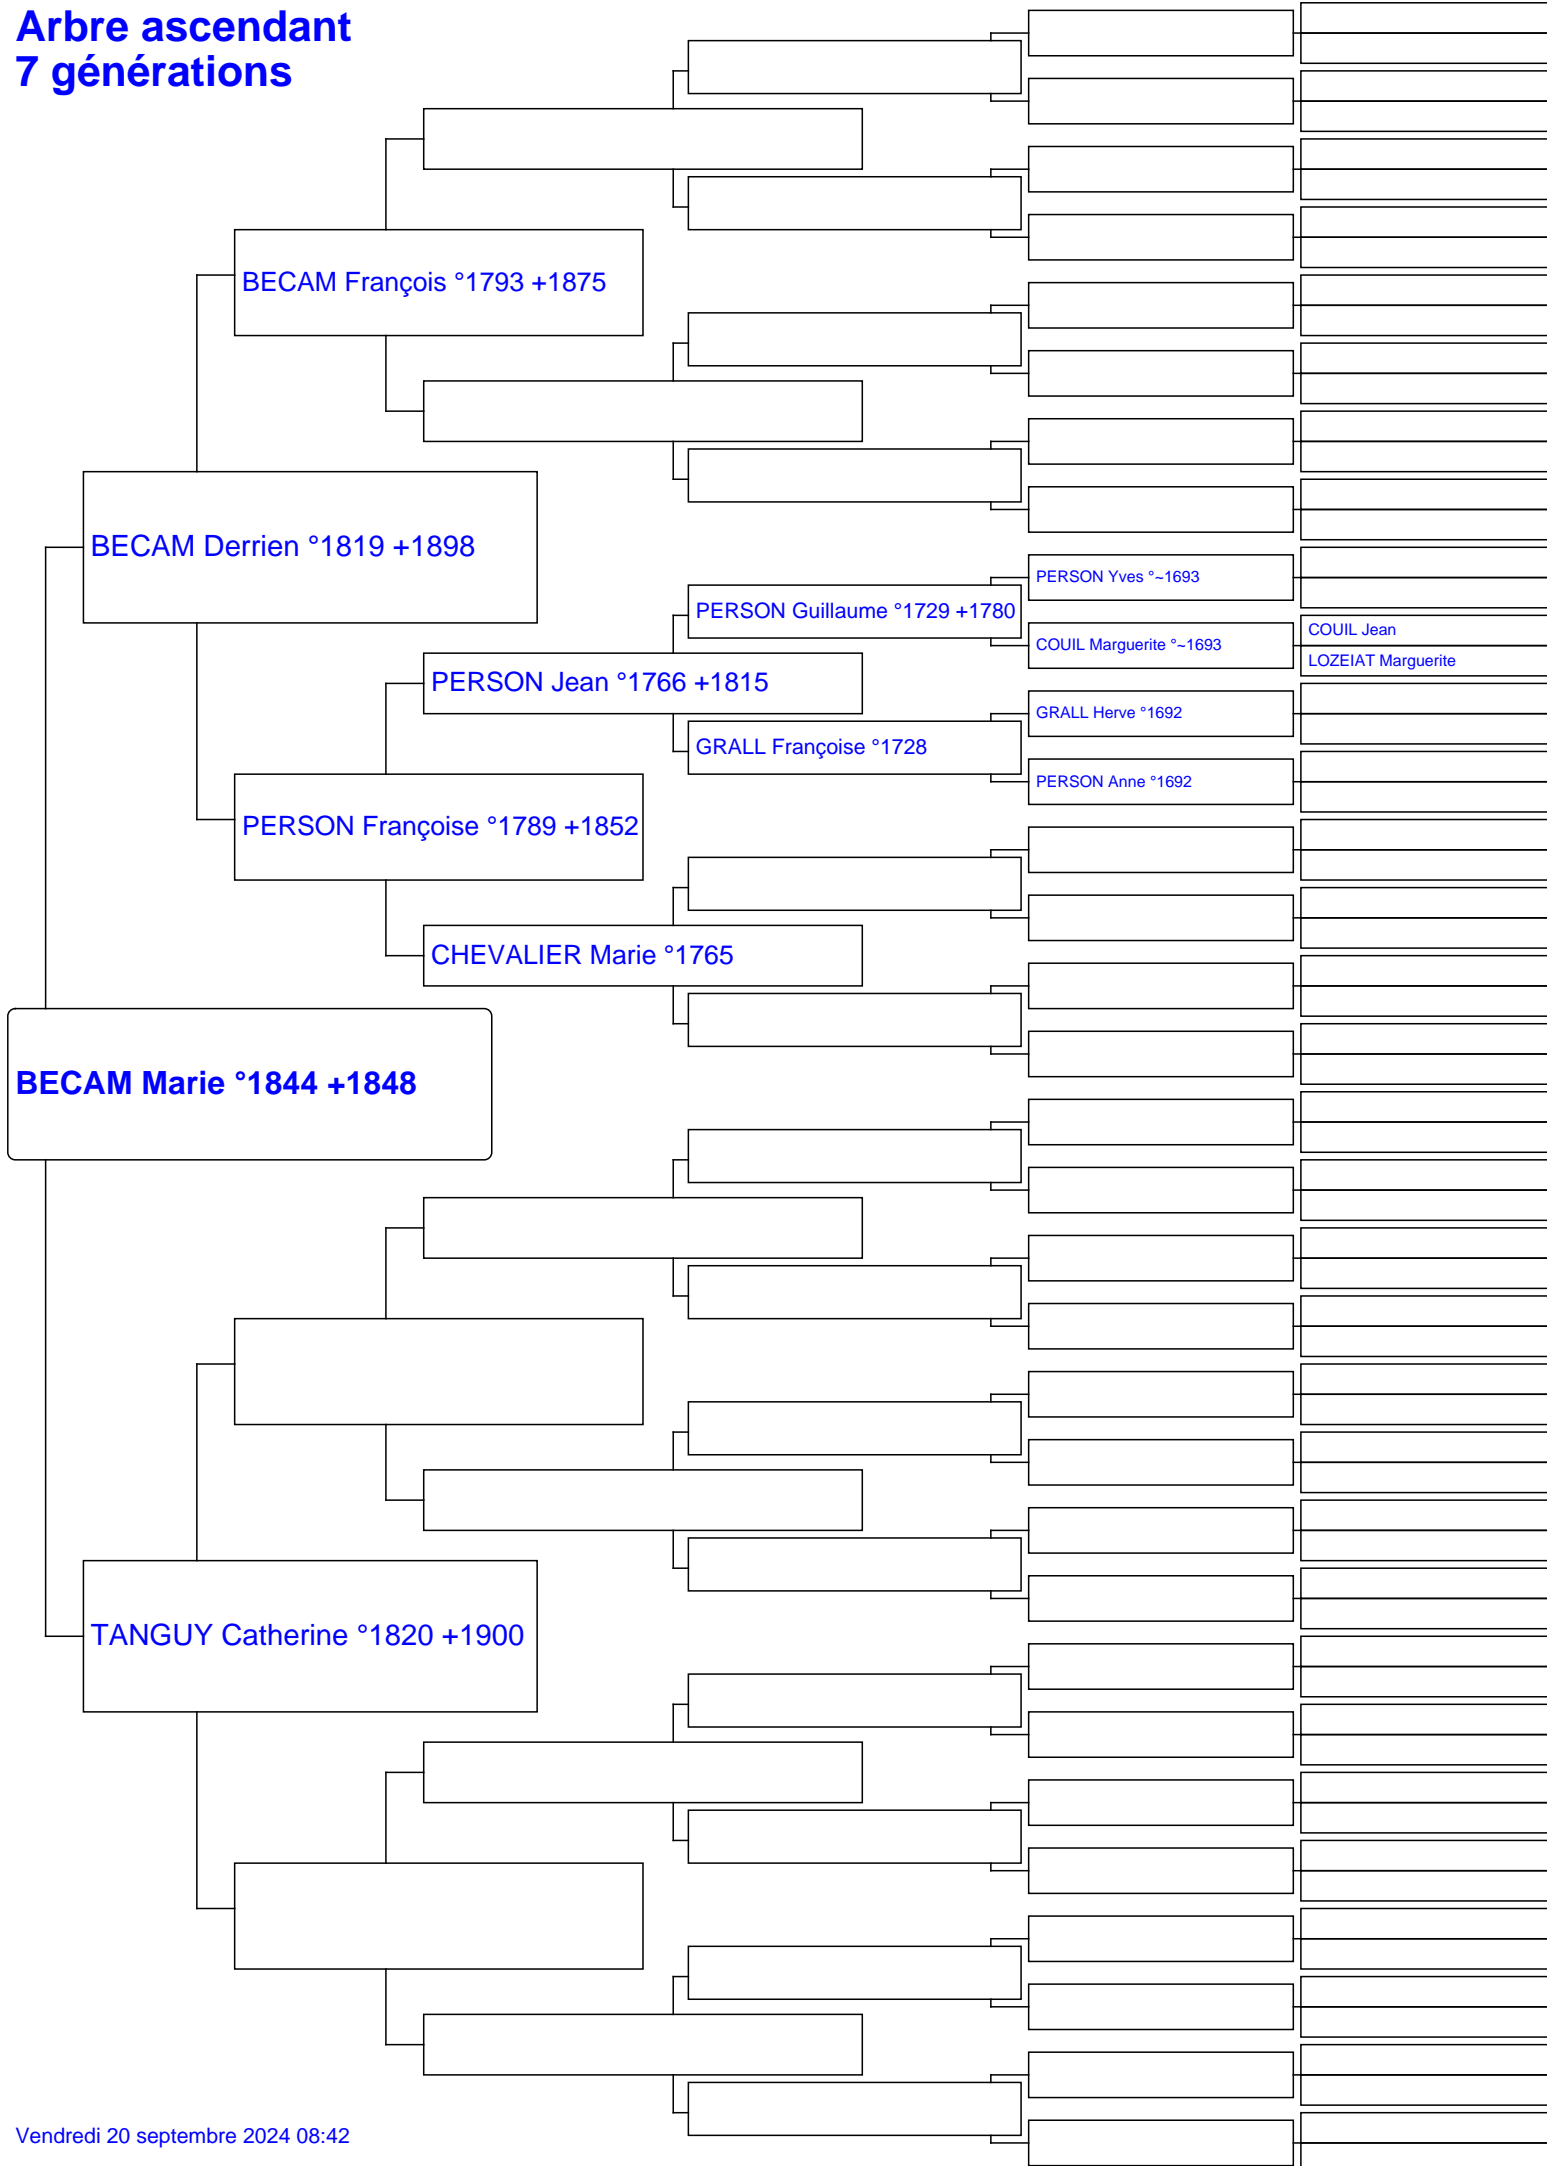 Arbre ascendant
7 générations
BECAM François °1793 +1875
BECAM Derrien °1819 +1898
PERSON Yves °~1693
PERSON Guillaume °1729 +1780
COUIL Jean
COUIL Marguerite °~1693
LOZEIAT Marguerite
PERSON Jean °1766 +1815
GRALL Herve °1692
GRALL Françoise °1728
PERSON Anne °1692
PERSON Françoise °1789 +1852
CHEVALIER Marie °1765
BECAM Marie °1844 +1848
TANGUY Catherine °1820 +1900
Vendredi 20 septembre 2024 08:42